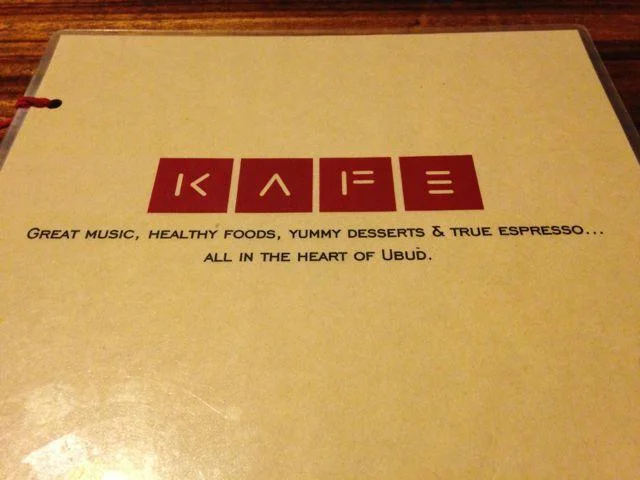 KAFE
GREAT MUSIC, HEALTHY FOODS, YUMMY DESSERTS & TRUE ESPRESSO...
ALL IN THE HEART OF UBUD.